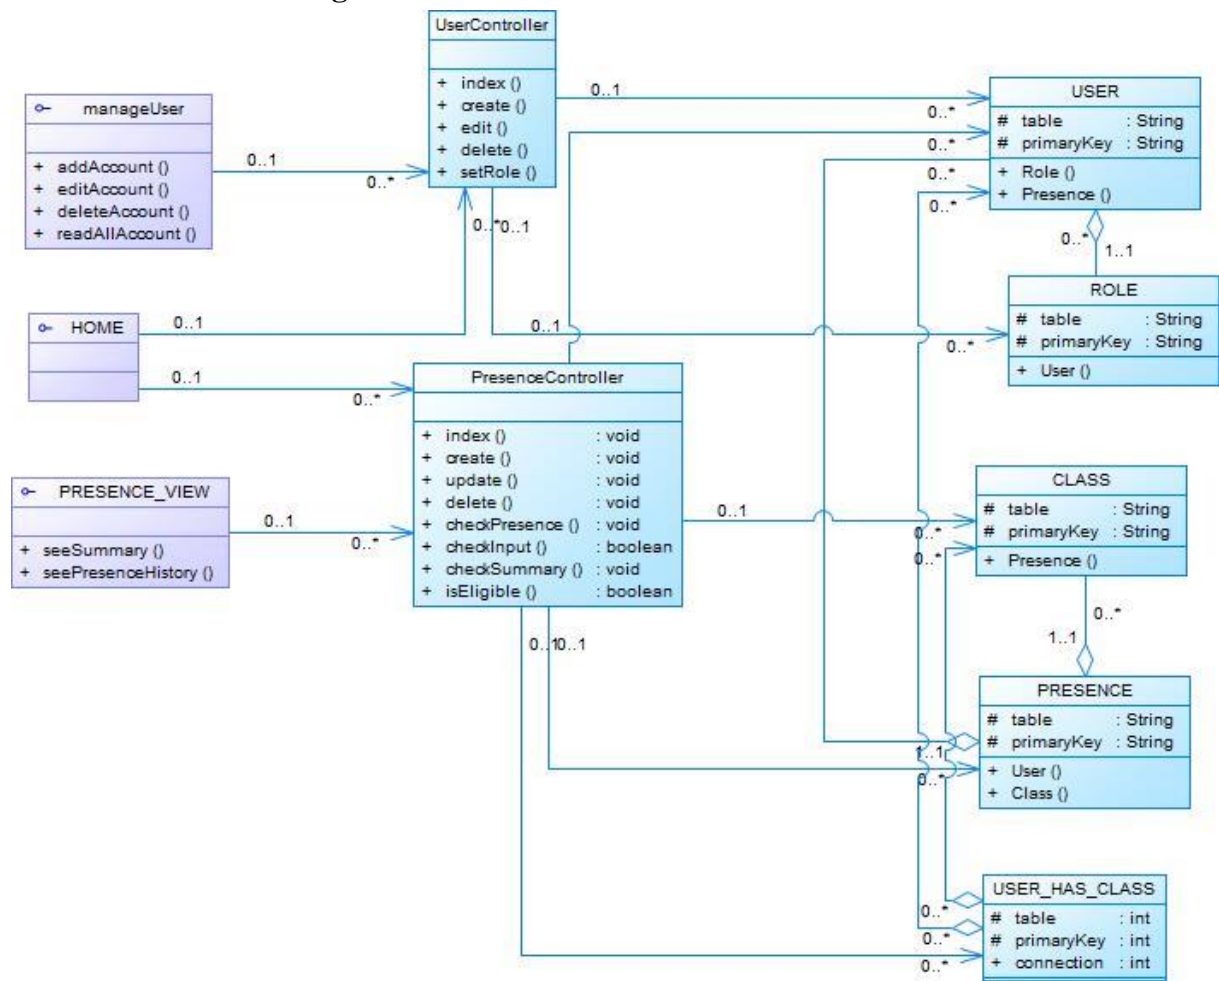 UserController
+ index ()
+ create ()
+ edit ()
+ delete ()
+ setRole ()
manageUser
+ addAccount ()
+ editAccount ()
+ deleteAccount ()
+ readAllAccount ()
0..1
0..*
0..1
0..*
USER
# table : String
# primaryKey : String
+ Role ()
+ Presence ()
0..*
0..*
0..*
0..*
0..1
0..*
1..1
HOME
0..1
0..1
0..*
0..1
0..*
ROLE
# table : String
# primaryKey : String
+ User ()
PresenceController
+ index () : void
+ create () : void
+ update () : void
+ delete () : void
+ checkPresence () : void
+ checkInput () : boolean
+ checkSummary () : void
+ isEligible () : boolean
PRESENCE_VIEW
+ seeSummary ()
+ seePresenceHistory ()
0..1
0..*
0..1
0..*
0..*
CLASS
# table : String
# primaryKey : String
+ Presence ()
0..*
1..1
0..1
0..1
PRESENCE
# table : String
# primaryKey : String
+ User ()
+ Class ()
1..1
0..*
USER_HAS_CLASS
# table : int
# primaryKey : int
+ connection : int
0..*
0..*
0..*